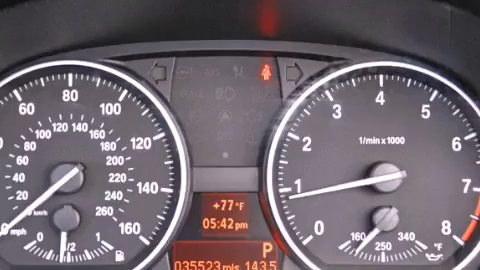 20 40 60 80 100 120 140 160
mph
20 40 60 80 100 120 140 160 180 200 220 240 260
km/h
0 1/2
+77°F
05:42 pm
P
035523 mls 143.5
0 1 2 3 4 5 6 7 8
1/min x 1000
160 250 340 °F